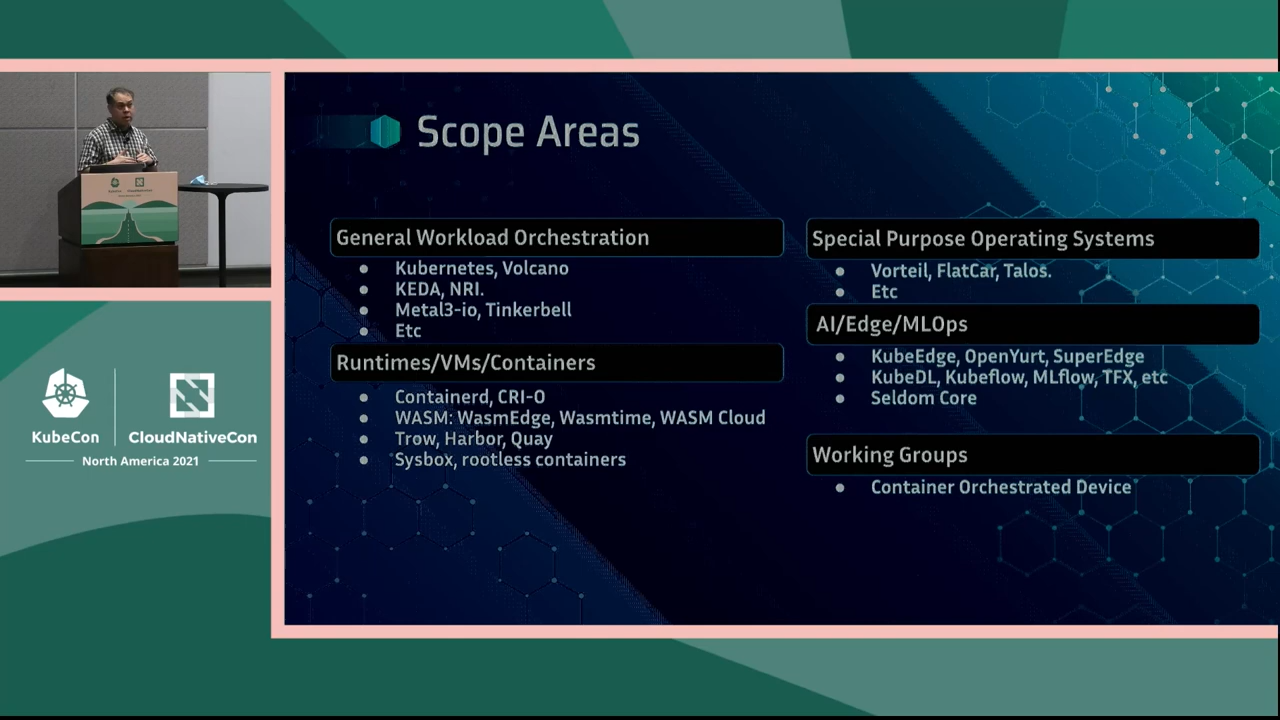 Scope Areas
General Workload Orchestration
● Kubernetes, Volcano
● KEDA, NRI.
● Metal3-io, Tinkerbell
● Etc
Runtimes/VMs/Containers
● Containerd, CRI-O
● WASM: WasmEdge, Wasmtime, WASM Cloud
● Trow, Harbor, Quay
● Sysbox, rootless containers
Special Purpose Operating Systems
● Vorteil, FlatCar, Talos.
● Etc
AI/Edge/MLOps
● KubeEdge, OpenYurt, SuperEdge
● KubeDL, Kubeflow, MLflow, TFX, etc
● Seldom Core
Working Groups
● Container Orchestrated Device
KubeCon
CloudNativeCon
North America 2021
KubeCon
CloudNativeCon